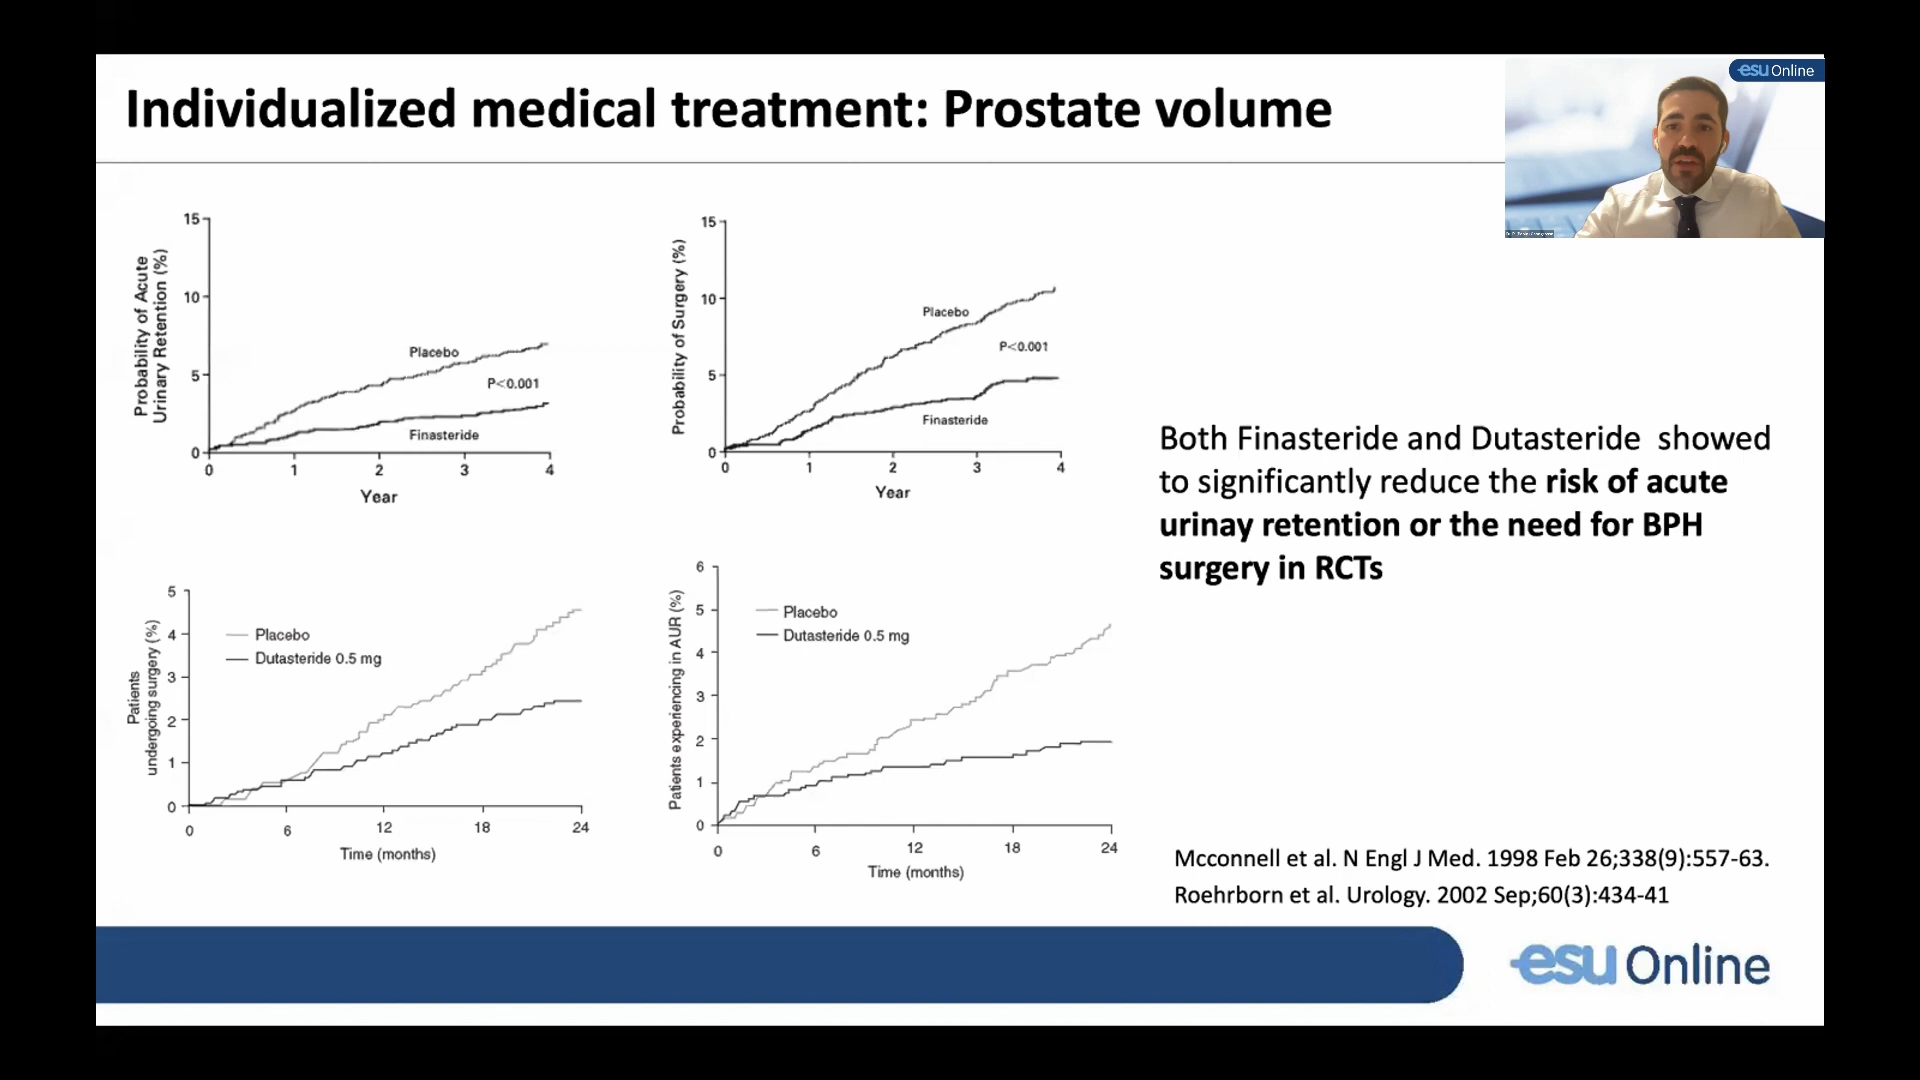 Individualized medical treatment: Prostate volume
esu Online
Probability of Acute
Urinary Retention (%)
15
10
5
0
Placebo
P<0.001
Finasteride
0 1 2 3 4
Year
Probability of Surgery (%)
15
10
5
0
Placebo
P<0.001
Finasteride
0 1 2 3 4
Year
Both Finasteride and Dutasteride showed
to significantly reduce the risk of acute
urinay retention or the need for BPH
surgery in RCTs
Patients
undergoing surgery (%)
5
4
3
2
1
0
Placebo
Dutasteride 0.5 mg
0 6 12 18 24
Time (months)
Patients experiencing in AUR (%)
6
5
4
3
2
1
0
Placebo
Dutasteride 0.5 mg
0 6 12 18 24
Time (months)
Mcconnell et al. N Engl J Med. 1998 Feb 26;338(9):557-63.
Roehrborn et al. Urology. 2002 Sep;60(3):434-41
esu Online